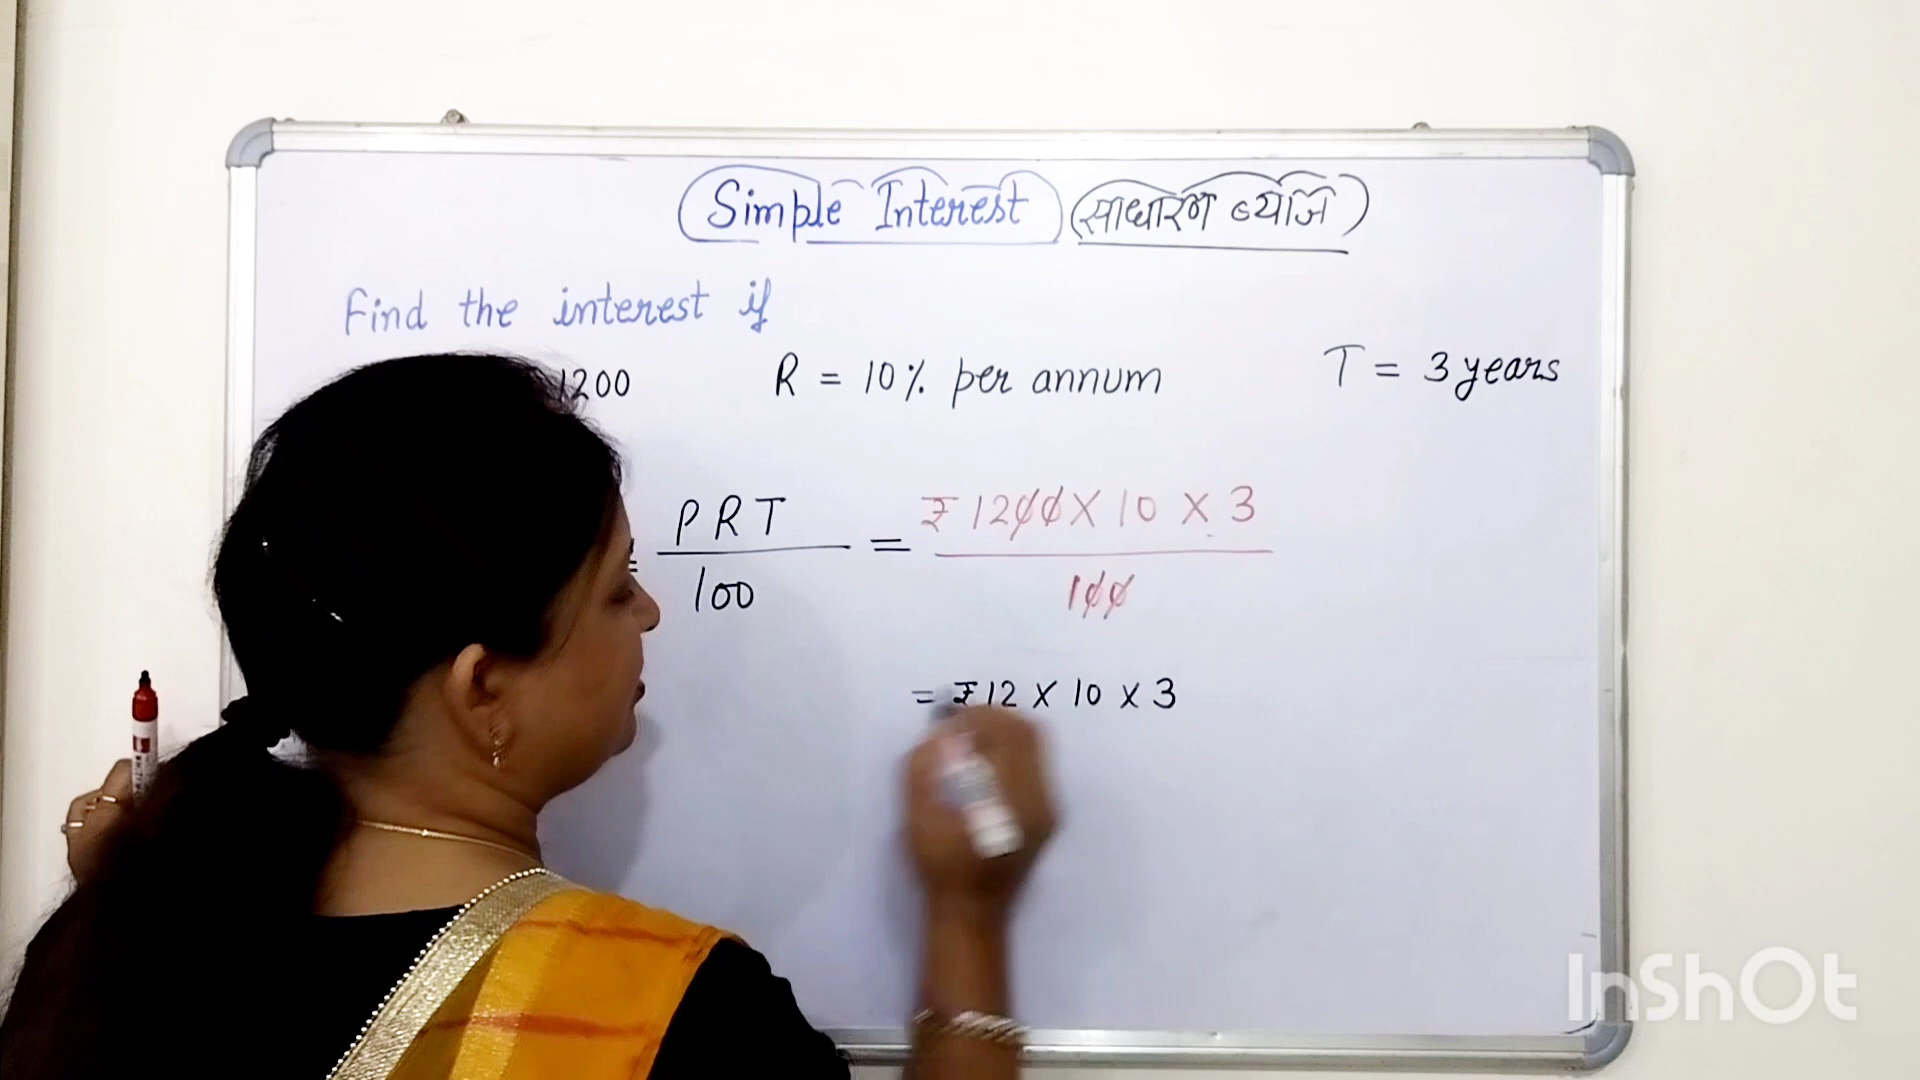 Simple Interest (साधारण ब्याज)
Find the interest if
1200 R = 10% per annum T = 3 years
= PRT / 100 = ₹ 1200 X 10 X 3 / 100
= ₹ 12 X 10 X 3
InShOt